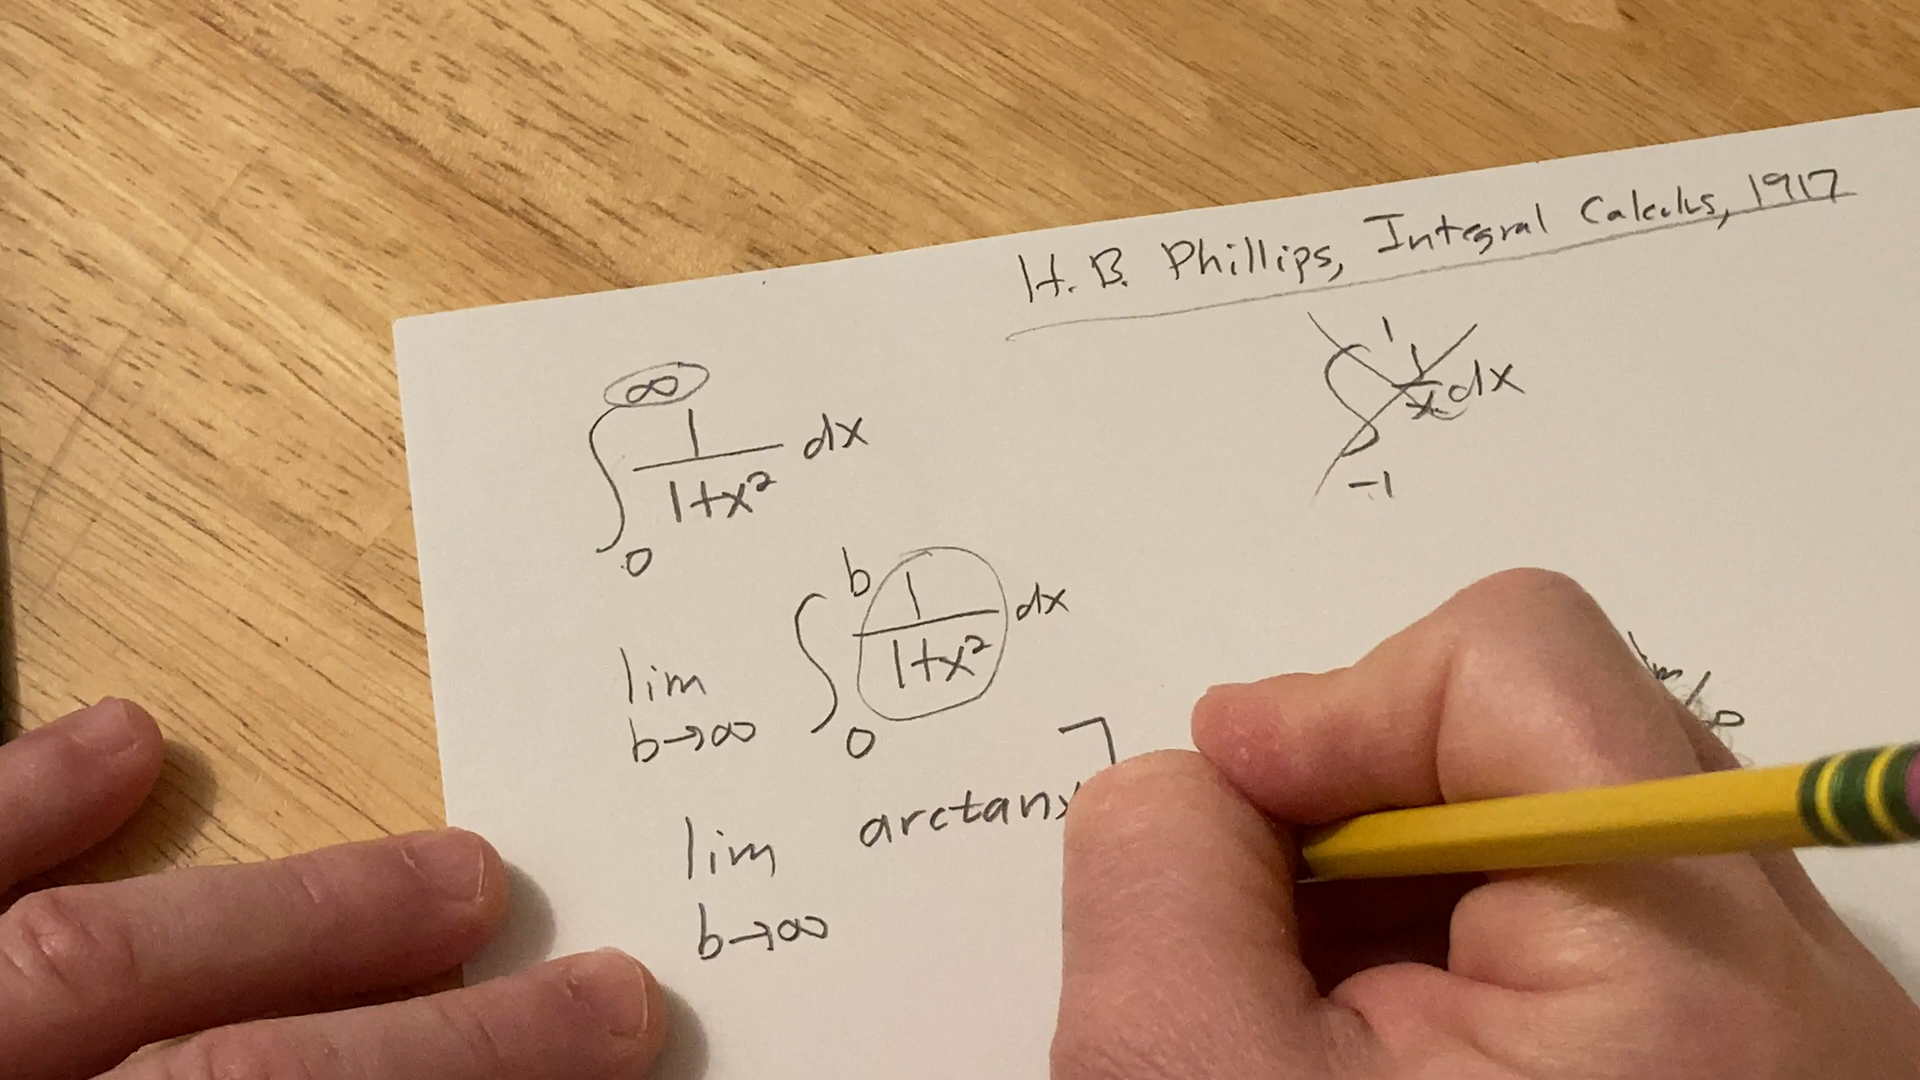 H. B. Phillips, Integral Calculus, 1917
∫₀^∞ 1/(1+x²) dx
∫₋₁^1 1/x dx
lim b→∞ ∫₀^b 1/(1+x²) dx
lim b→∞ arctanx]